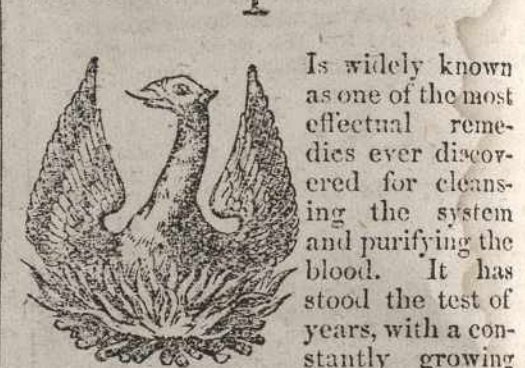 Is widely known
as one of the most
effectual reme-
dies ever discov-
ered for cleans-
ing the system
and purifying the
blood. It has
stood the test of
years, with a con-
stantly growing